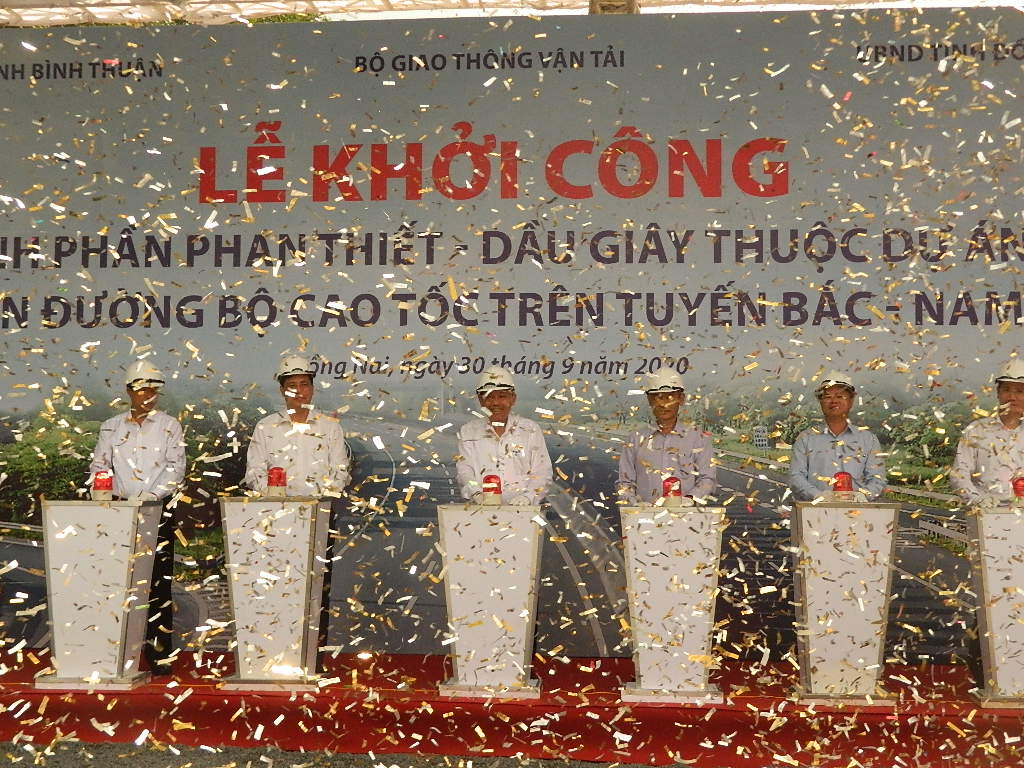 NH BÌNH THUẬN BỘ GIAO THÔNG VẬN TẢI UBND TỈNH ĐỒ
LỄ KHỞI CÔNG
NH PHẦN PHAN THIẾT - DẦU GIÂY THUỘC DỰ ÁN
N ĐƯỜNG BỘ CAO TỐC TRÊN TUYẾN BẮC - NAM
ồng Nai, ngày 30 tháng 9 năm 2020